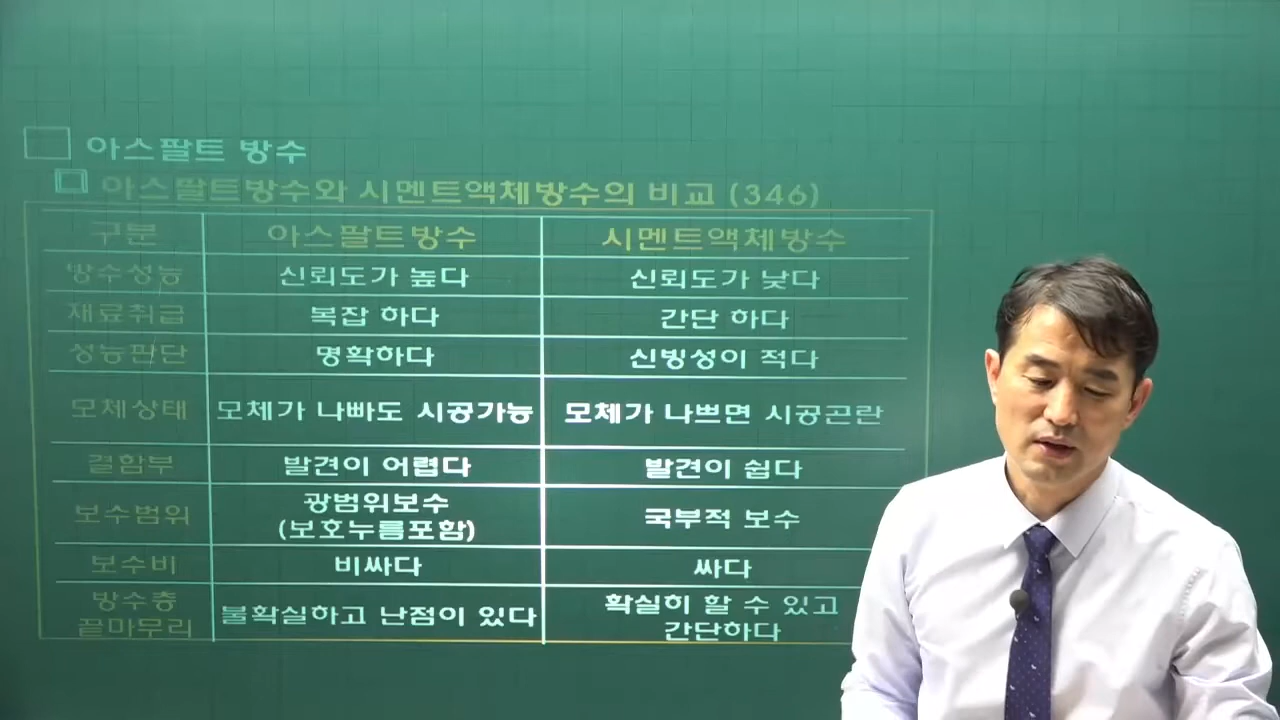 아스팔트 방수
아스팔트방수와 시멘트액체방수의 비교 (346)
구분 아스팔트방수 시멘트액체방수
방수성능 신뢰도가 높다 신뢰도가 낮다
재료취급 복잡 하다 간단 하다
성능판단 명확하다 신빙성이 적다
모체상태 모체가 나빠도 시공가능 모체가 나쁘면 시공곤란
결함부 발견이 어렵다 발견이 쉽다
보수범위 광범위보수 국부적 보수
(보호누름포함)
보수비 비싸다 싸다
방수층 불확실하고 난점이 있다 확실히 할 수 있고
끝마무리 간단하다